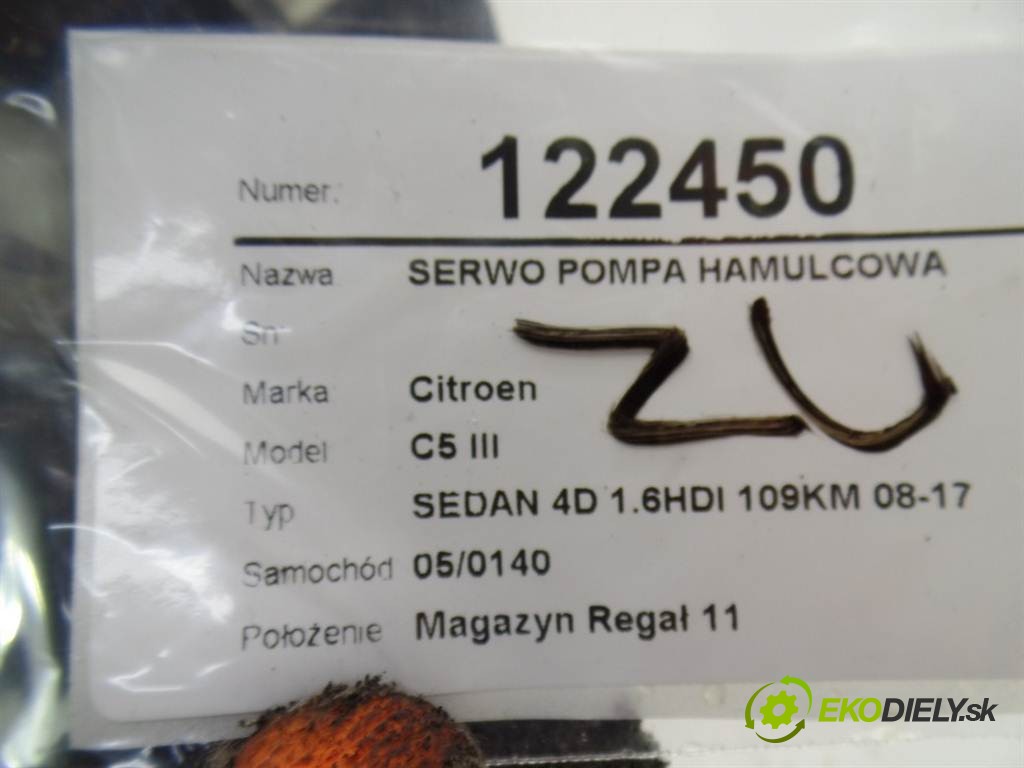 Numer: 122450
Nazwa SERWO POMPA HAMULCOWA
Sn
ZU
Marka Citroen
Model C5 III
Typ SEDAN 4D 1.6HDI 109KM 08-17
Samochód 05/0140
Położenie Magazyn Regał 11
EKODIELY.sk